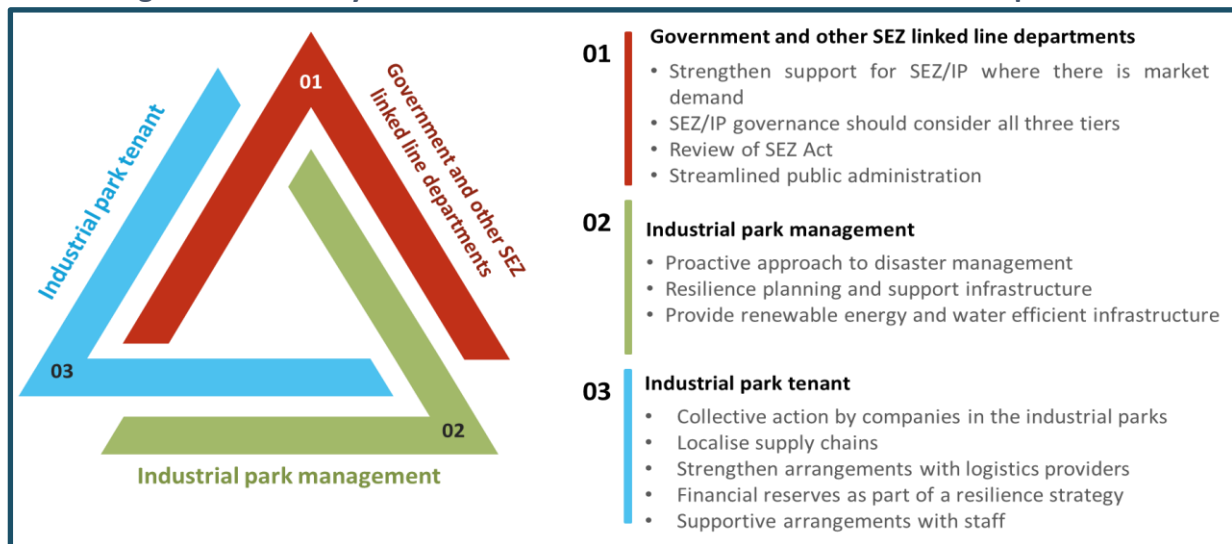 01
Government and other SEZ
linked line departments
Industrial park tenant
03
02
Industrial park management
01
Government and other SEZ linked line departments
• Strengthen support for SEZ/IP where there is market
demand
• SEZ/IP governance should consider all three tiers
• Review of SEZ Act
• Streamlined public administration
02
Industrial park management
• Proactive approach to disaster management
• Resilience planning and support infrastructure
• Provide renewable energy and water efficient infrastructure
03
Industrial park tenant
• Collective action by companies in the industrial parks
• Localise supply chains
• Strengthen arrangements with logistics providers
• Financial reserves as part of a resilience strategy
• Supportive arrangements with staff